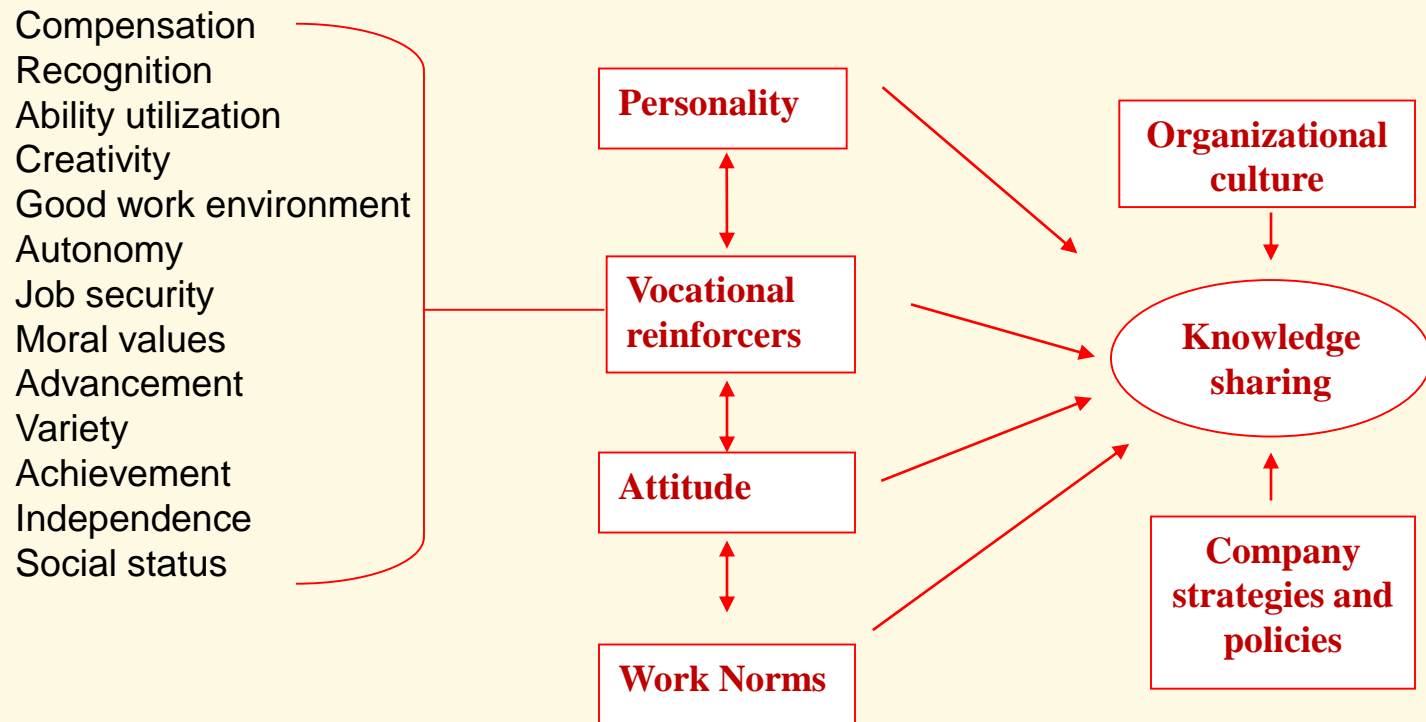 Compensation
Recognition
Ability utilization
Creativity
Good work environment
Autonomy
Job security
Moral values
Advancement
Variety
Achievement
Independence
Social status
Personality
Vocational
reinforcers
Attitude
Work Norms
Organizational
culture
Knowledge
sharing
Company
strategies and
policies